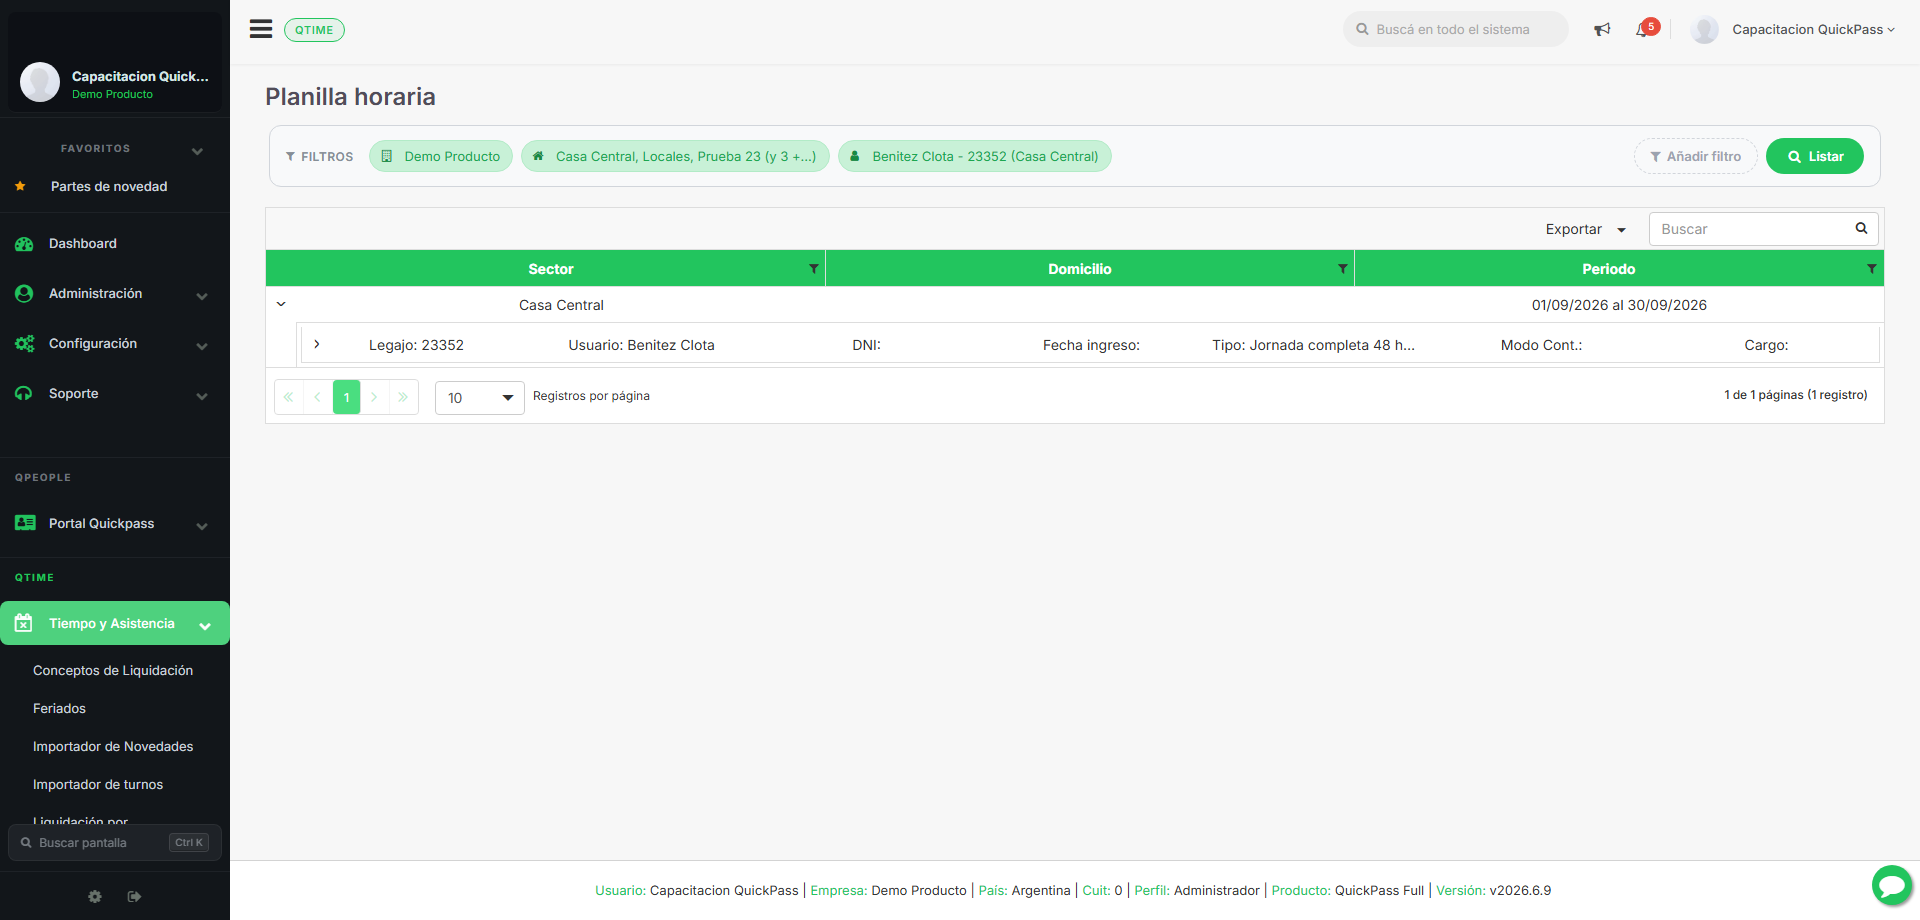 Capacitacion Quick...
Demo Producto
FAVORITOS
Partes de novedad
Dashboard
Administración
Configuración
Soporte
QPEOPLE
Portal Quickpass
QTIME
Tiempo y Asistencia
Conceptos de Liquidación
Feriados
Importador de Novedades
Importador de turnos
Liquidación por
Buscar pantalla Ctrl K
QTIME
Buscá en todo el sistema
5
Capacitacion QuickPass
Planilla horaria
FILTROS
Demo Producto
Casa Central, Locales, Prueba 23 (y 3 +...)
Benitez Clota - 23352 (Casa Central)
Añadir filtro
Listar
Exportar
Buscar
Sector Domicilio Periodo
Casa Central 01/09/2026 al 30/09/2026
Legajo: 23352 Usuario: Benitez Clota DNI: Fecha ingreso: Tipo: Jornada completa 48 h... Modo Cont.: Cargo:
« ‹ 1 › »
10
Registros por página
1 de 1 páginas (1 registro)
Usuario: Capacitacion QuickPass | Empresa: Demo Producto | País: Argentina | Cuit: 0 | Perfil: Administrador | Producto: QuickPass Full | Versión: v2026.6.9